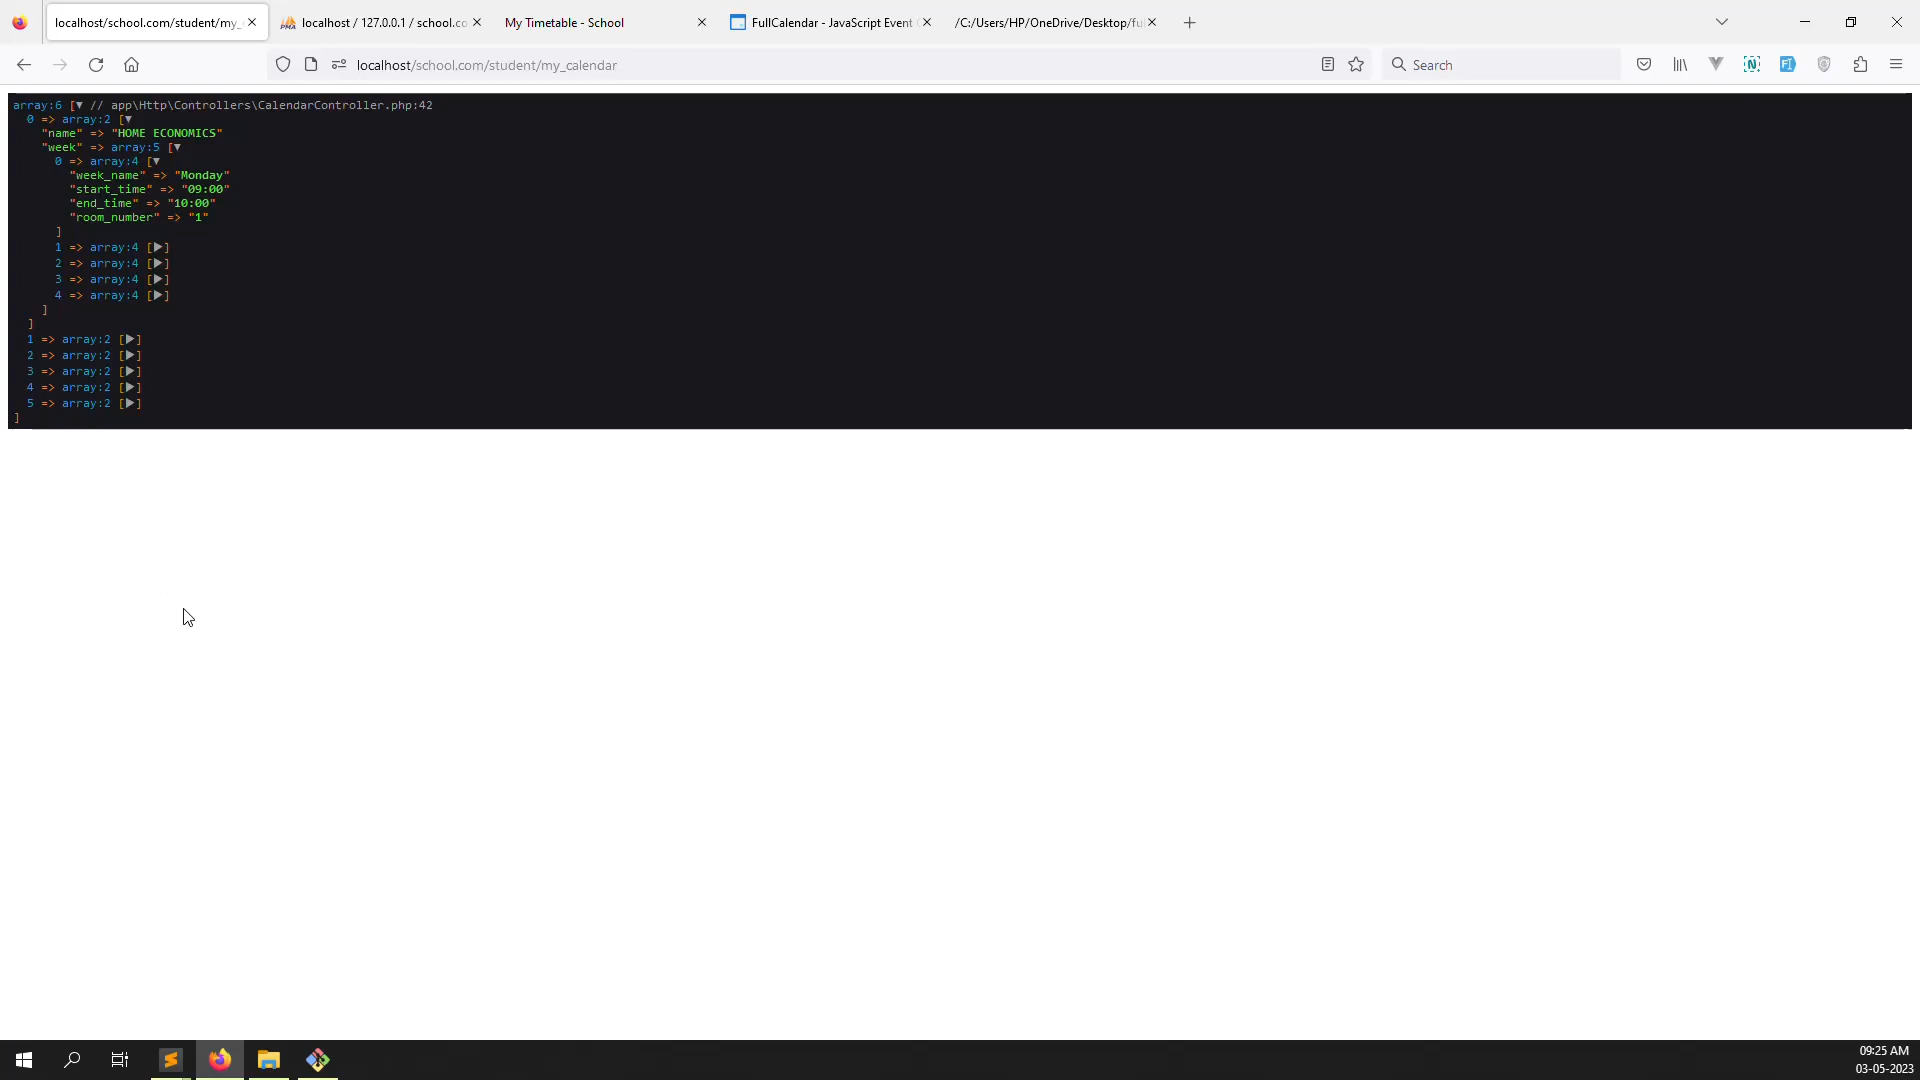 localhost/school.com/student/my_
localhost / 127.0.0.1 / school.co
My Timetable - School
FullCalendar - JavaScript Event
/C:/Users/HP/OneDrive/Desktop/fu
localhost/school.com/student/my_calendar
Search
array:6 [▼ // app\Http\Controllers\CalendarController.php:42
0 => array:2 [▼
"name" => "HOME ECONOMICS"
"week" => array:5 [▼
0 => array:4 [▼
"week_name" => "Monday"
"start_time" => "09:00"
"end_time" => "10:00"
"room_number" => "1"
]
1 => array:4 [▶]
2 => array:4 [▶]
3 => array:4 [▶]
4 => array:4 [▶]
]
]
1 => array:2 [▶]
2 => array:2 [▶]
3 => array:2 [▶]
4 => array:2 [▶]
5 => array:2 [▶]
]
09:25 AM
03-05-2023